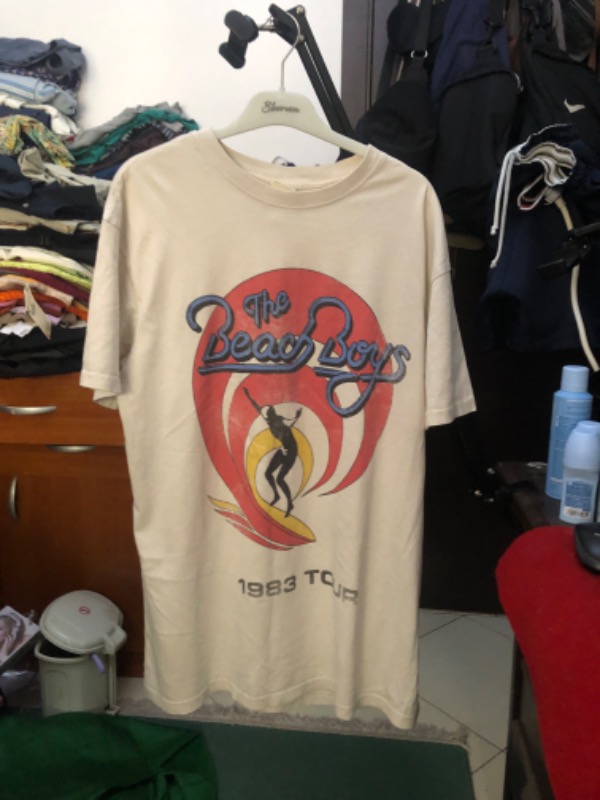 The
Beach Boys
1983 TOUR